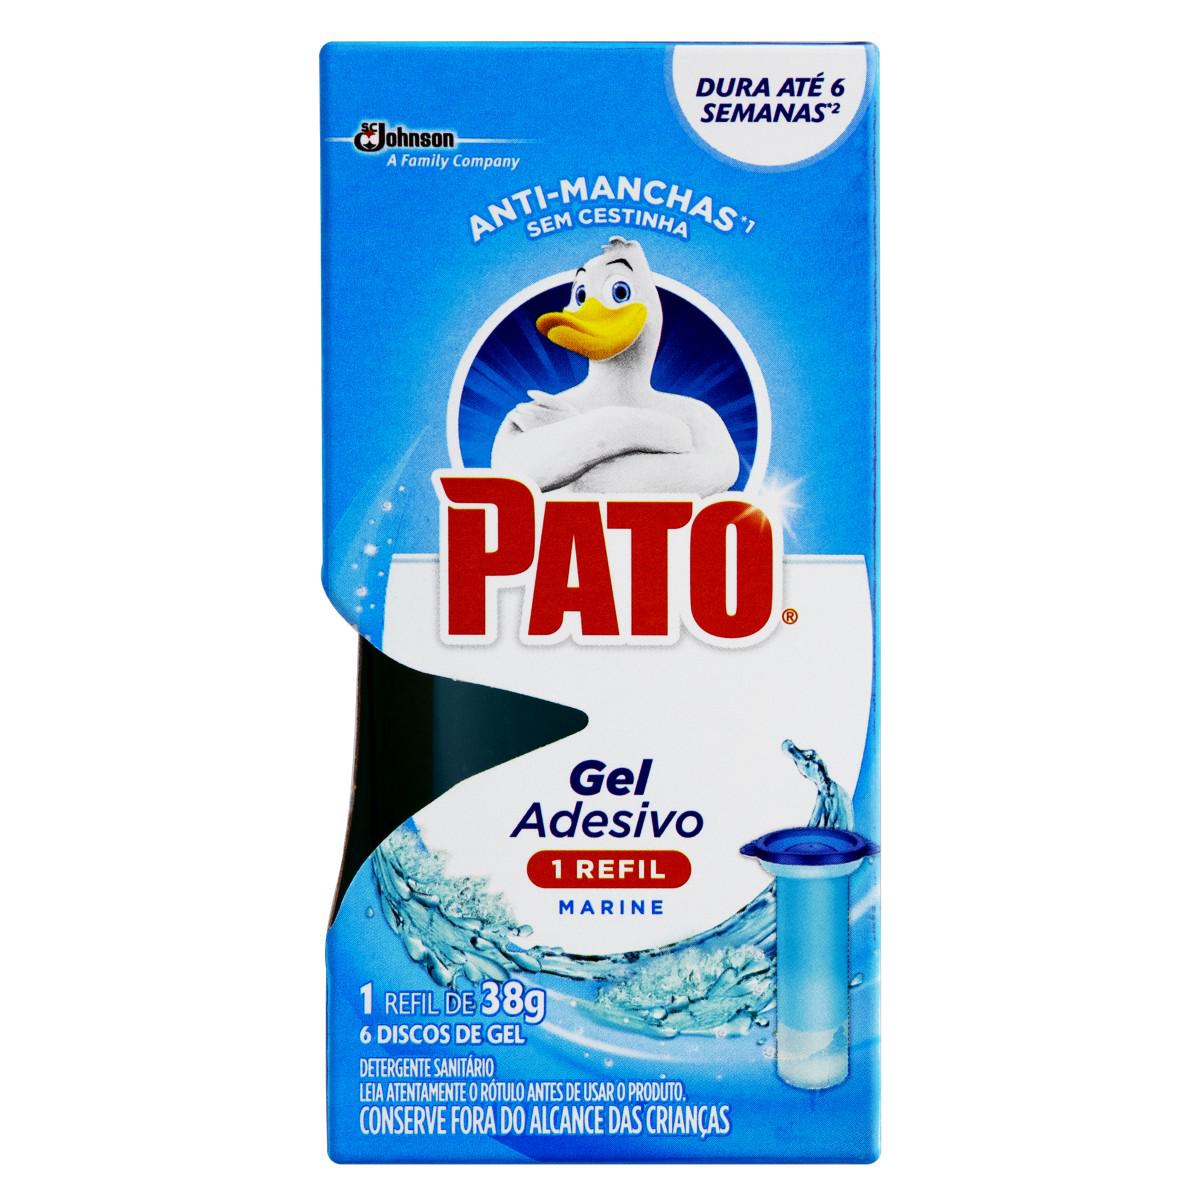 DURA ATÉ 6
SEMANAS*2
SC Johnson
A Family Company
ANTI-MANCHAS*1
SEM CESTINHA
PATO®
Gel
Adesivo
1 REFIL
MARINE
1 REFIL DE 38g
6 DISCOS DE GEL
DETERGENTE SANITÁRIO
LEIA ATENTAMENTE O RÓTULO ANTES DE USAR O PRODUTO.
CONSERVE FORA DO ALCANCE DAS CRIANÇAS